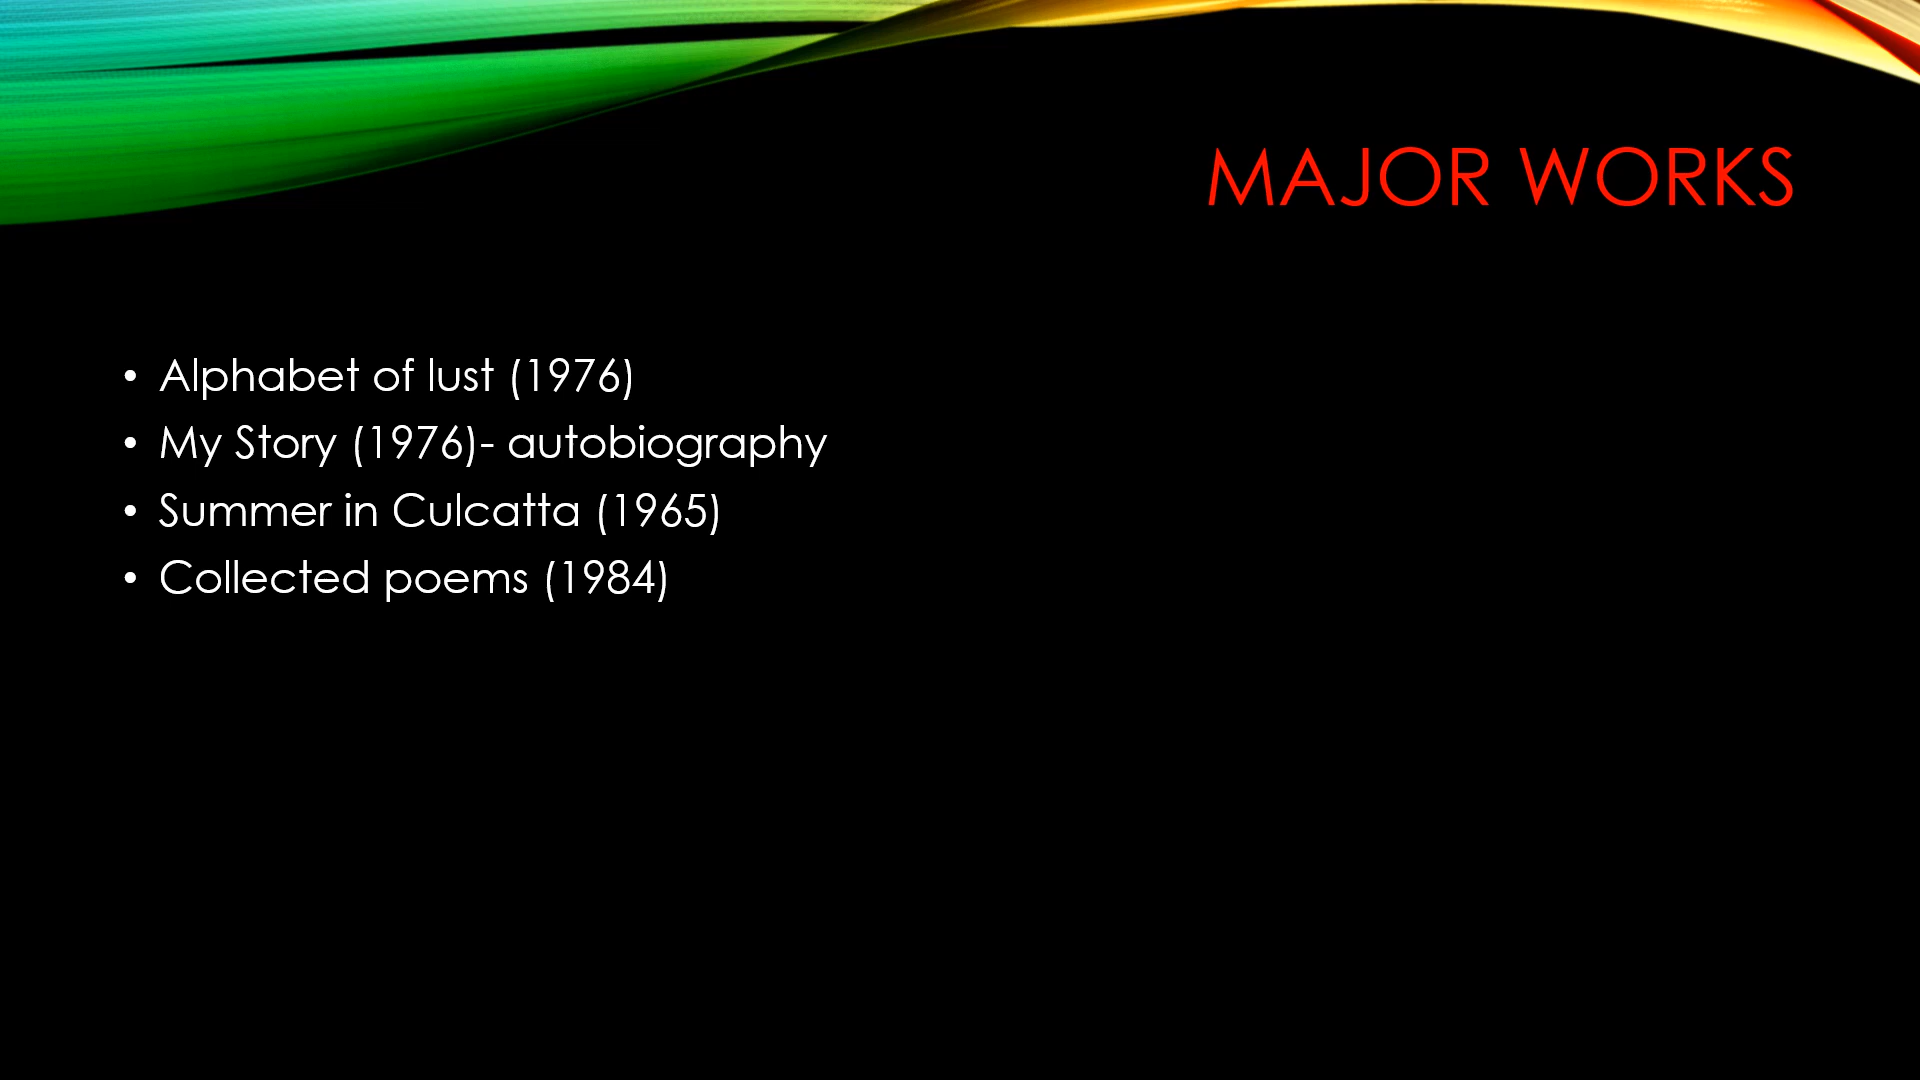 MAJOR WORKS
• Alphabet of lust (1976)
• My Story (1976)- autobiography
• Summer in Culcatta (1965)
• Collected poems (1984)